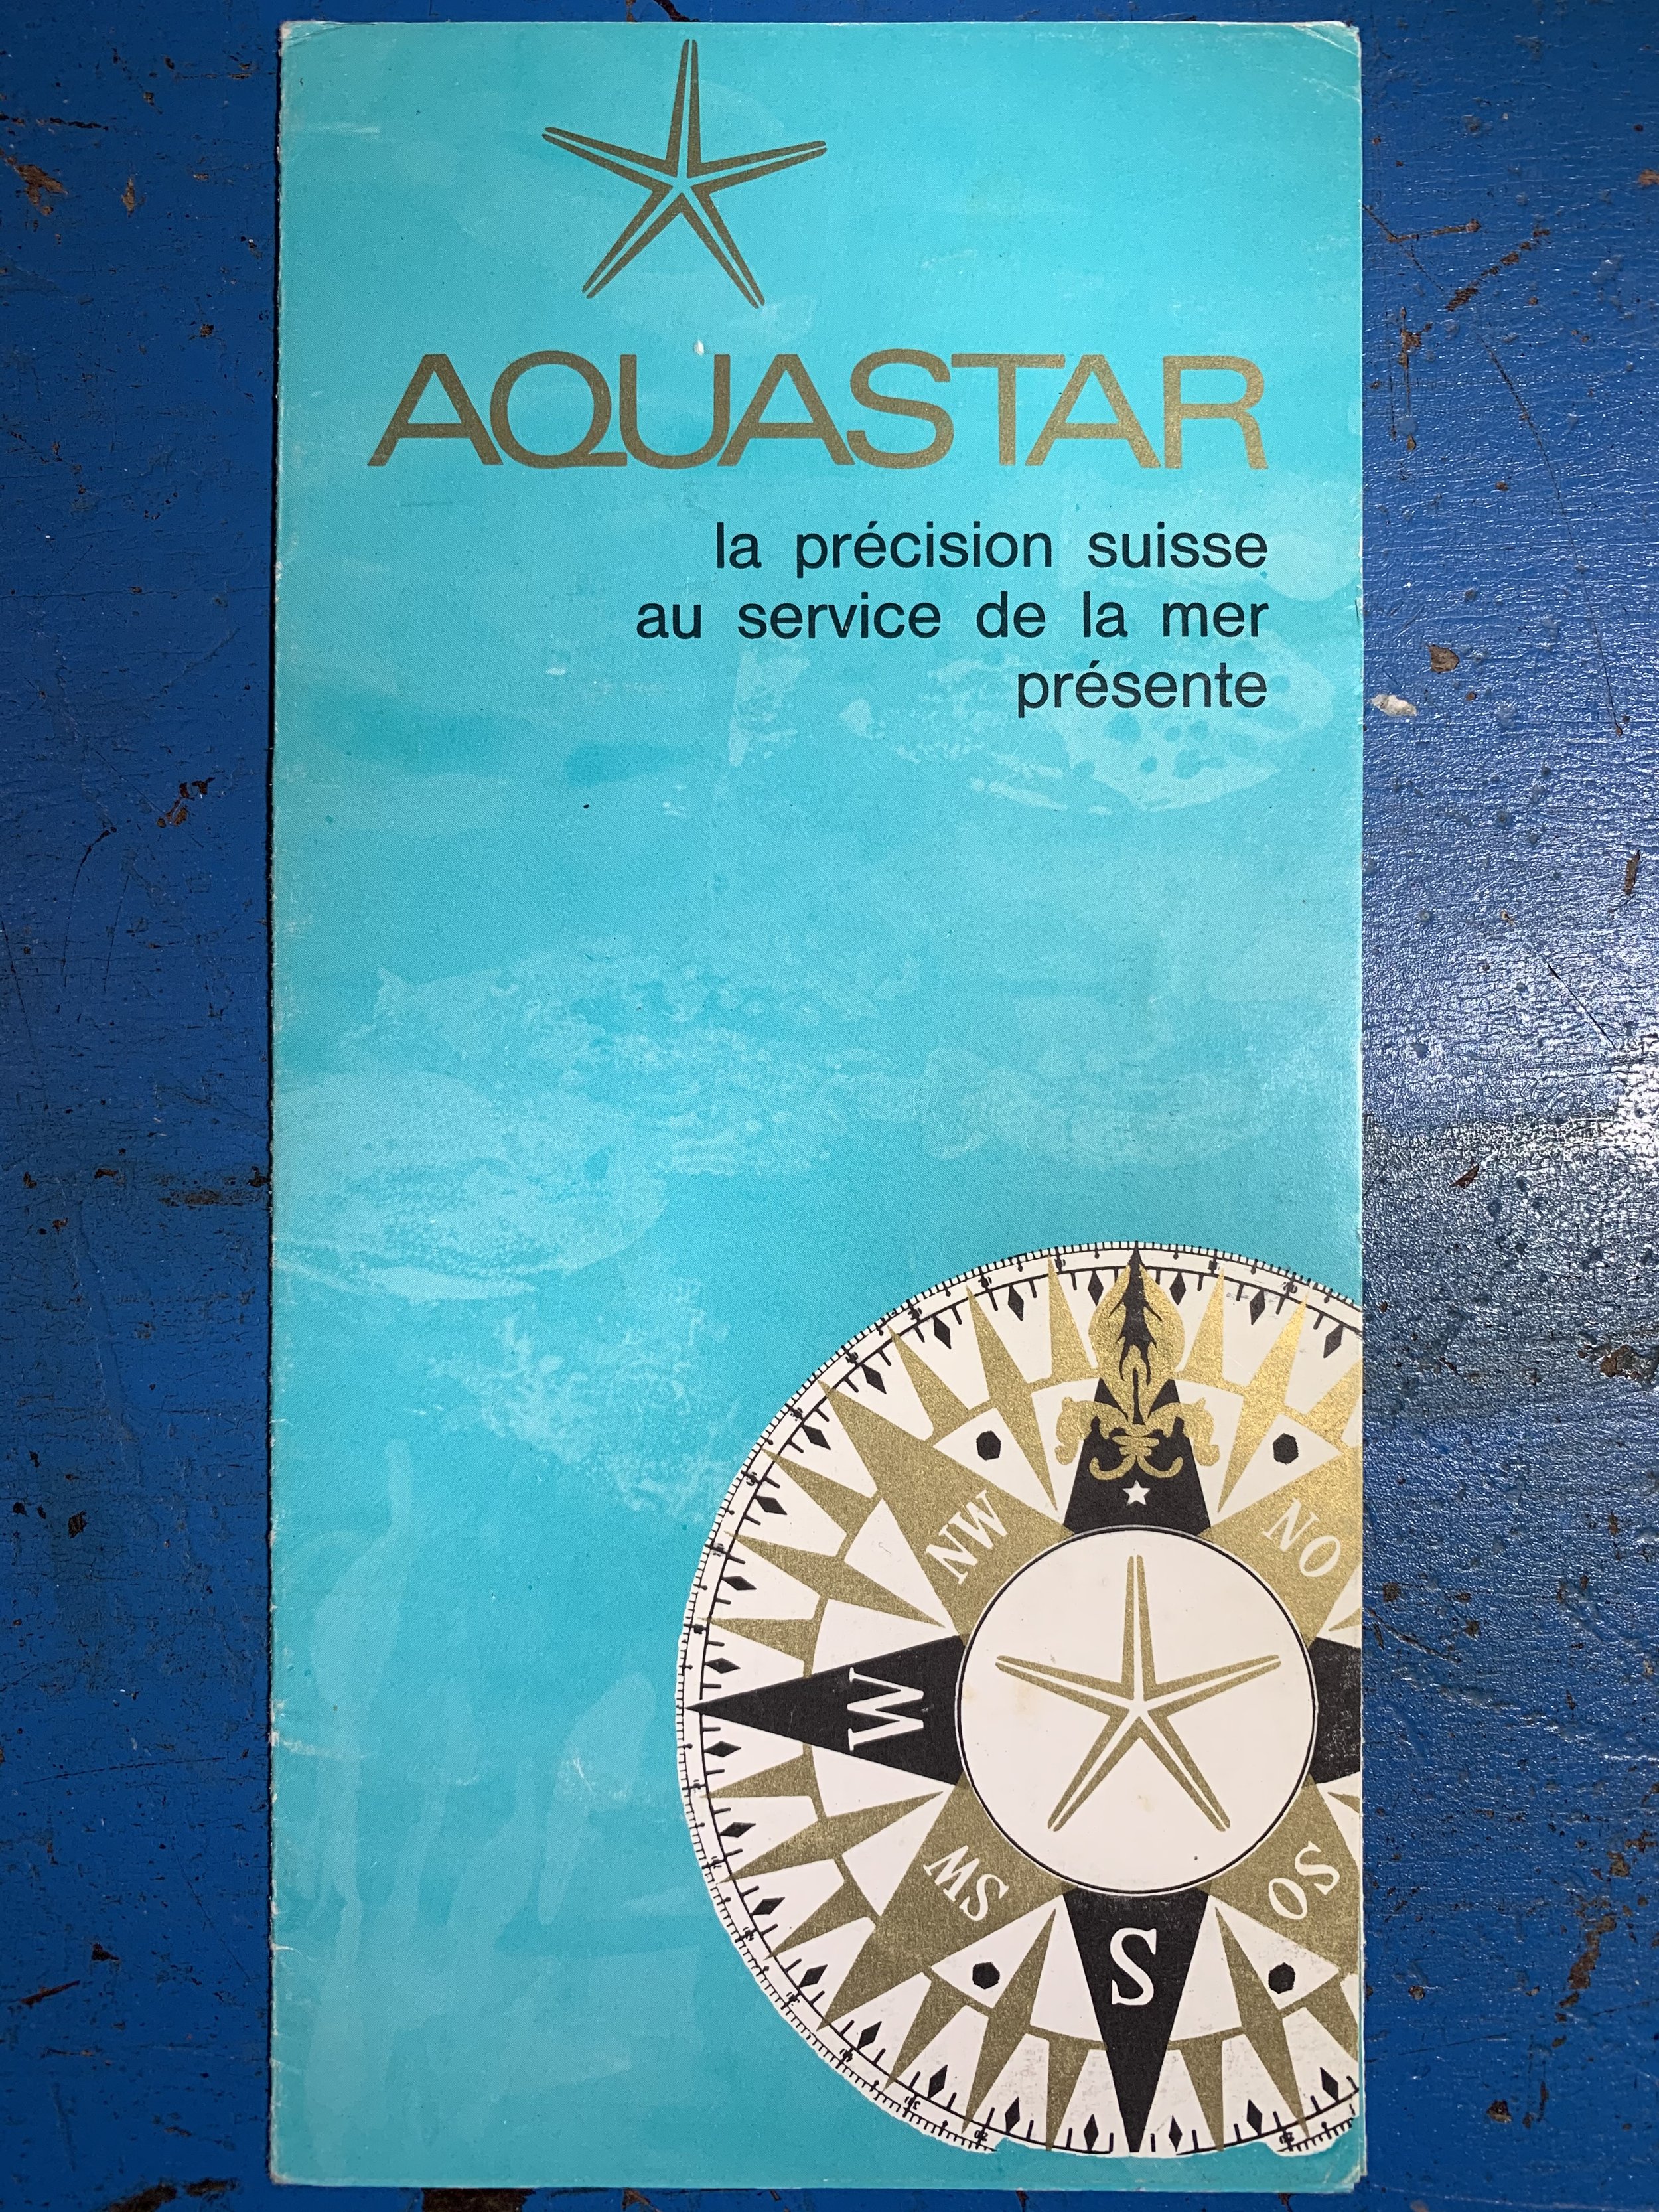 AQUASTAR
la précision suisse
au service de la mer
présente
NW
NO
W
SW
S
SO